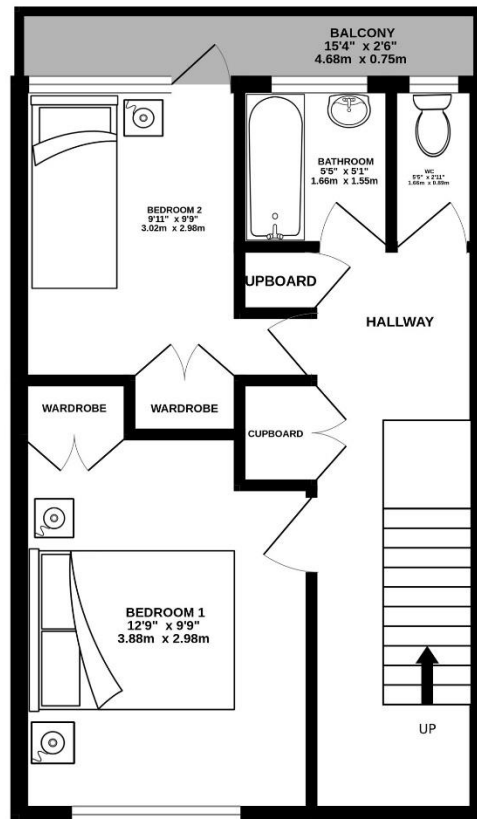 BALCONY
15'4" x 2'6"
4.68m x 0.75m
BATHROOM
5'5" x 5'1"
1.66m x 1.55m
WC
5'5" x 2'11"
1.66m x 0.89m
BEDROOM 2
9'11" x 9'9"
3.02m x 2.98m
UPBOARD
HALLWAY
WARDROBE
WARDROBE
CUPBOARD
BEDROOM 1
12'9" x 9'9"
3.88m x 2.98m
UP